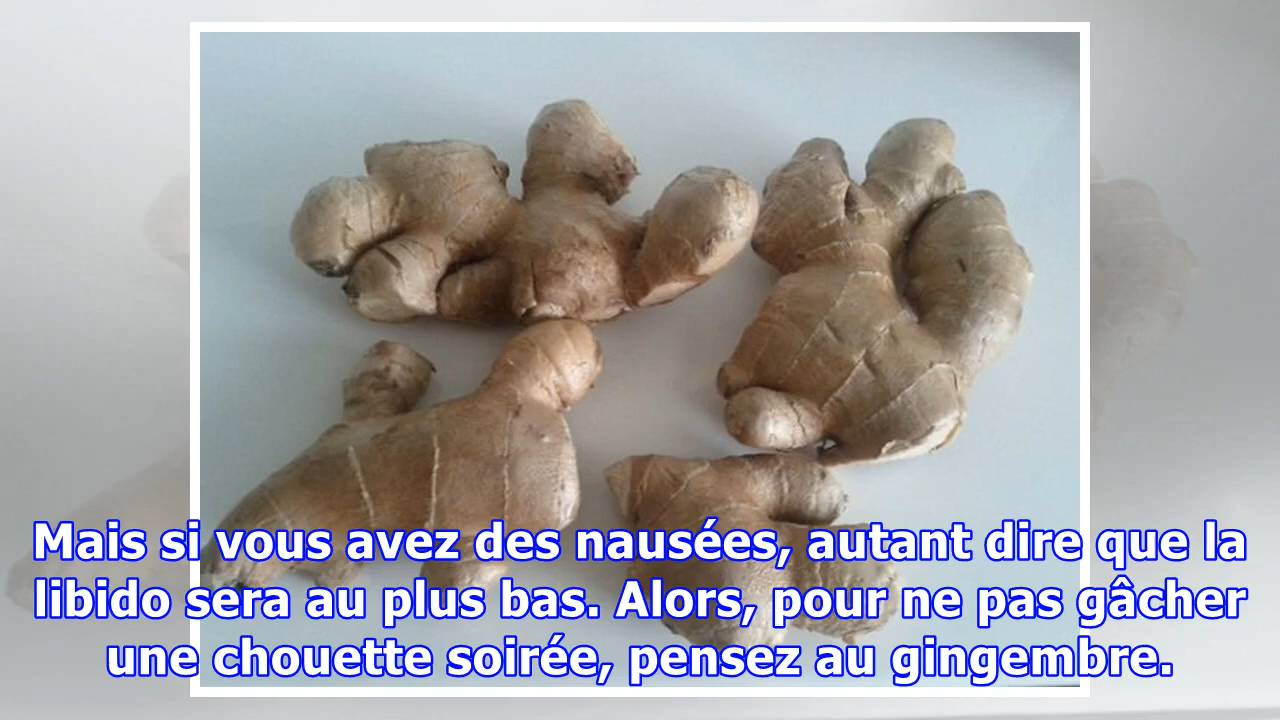 Mais si vous avez des nausées, autant dire que la
libido sera au plus bas. Alors, pour ne pas gâcher
une chouette soirée, pensez au gingembre.